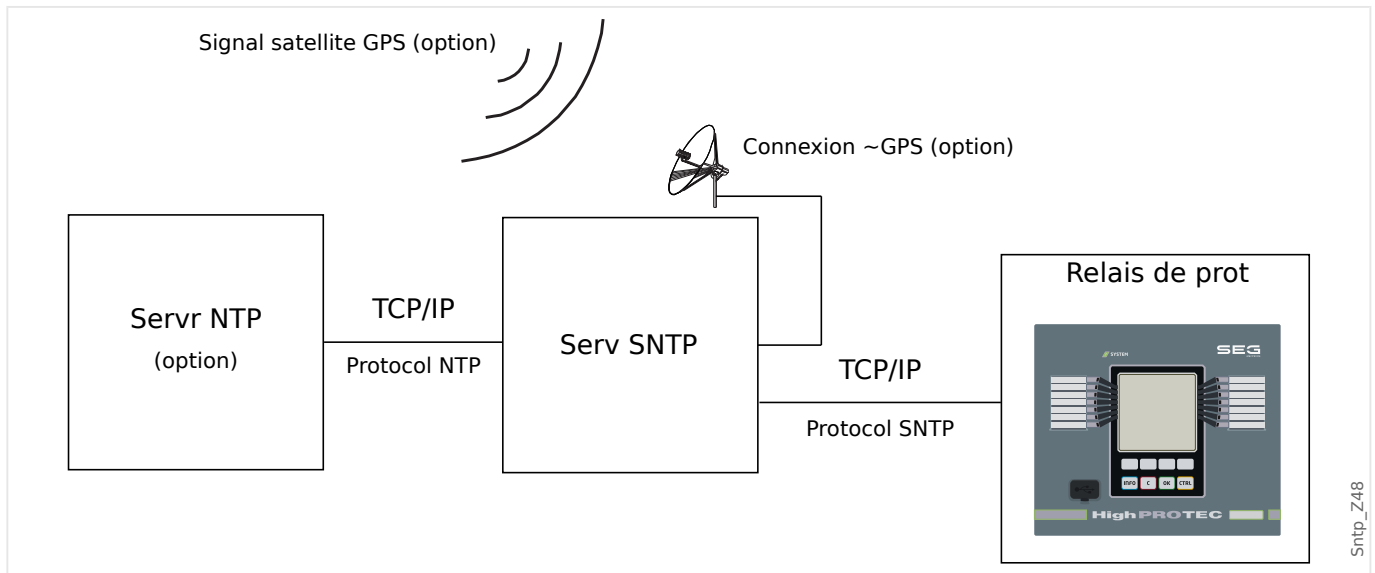 Signal satellite GPS (option)
Connexion ~GPS (option)
Servr NTP
(option)
TCP/IP
Protocol NTP
Serv SNTP
TCP/IP
Protocol SNTP
Relais de prot
SYSTEM
SEG
INFO
C
OK
CTRL
HighPROTEC
Sntp_Z48